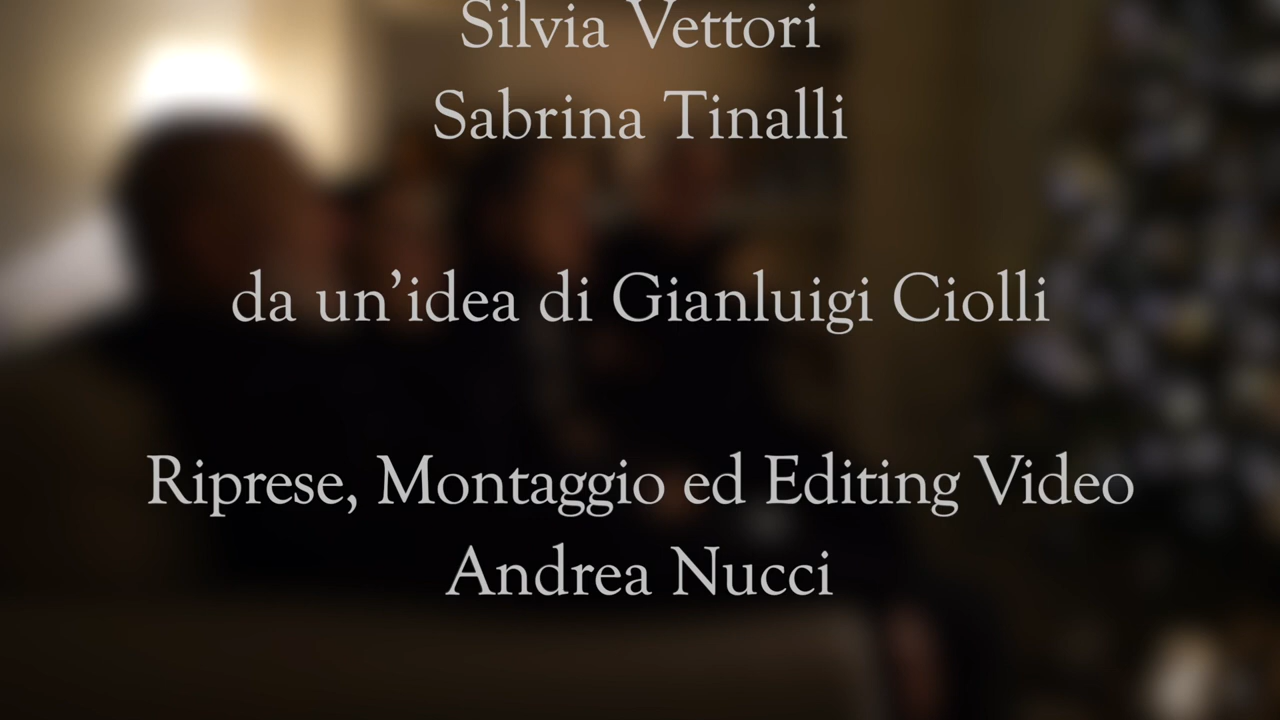 Silvia Vettori
Sabrina Tinalli
da un’idea di Gianluigi Ciolli
Riprese, Montaggio ed Editing Video
Andrea Nucci